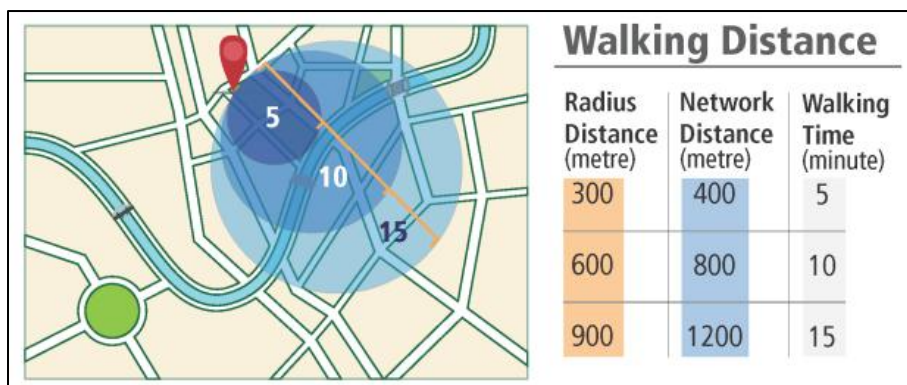 Walking Distance
5
10
15
Radius Distance (metre)
Network Distance (metre)
Walking Time (minute)
300 400 5
600 800 10
900 1200 15